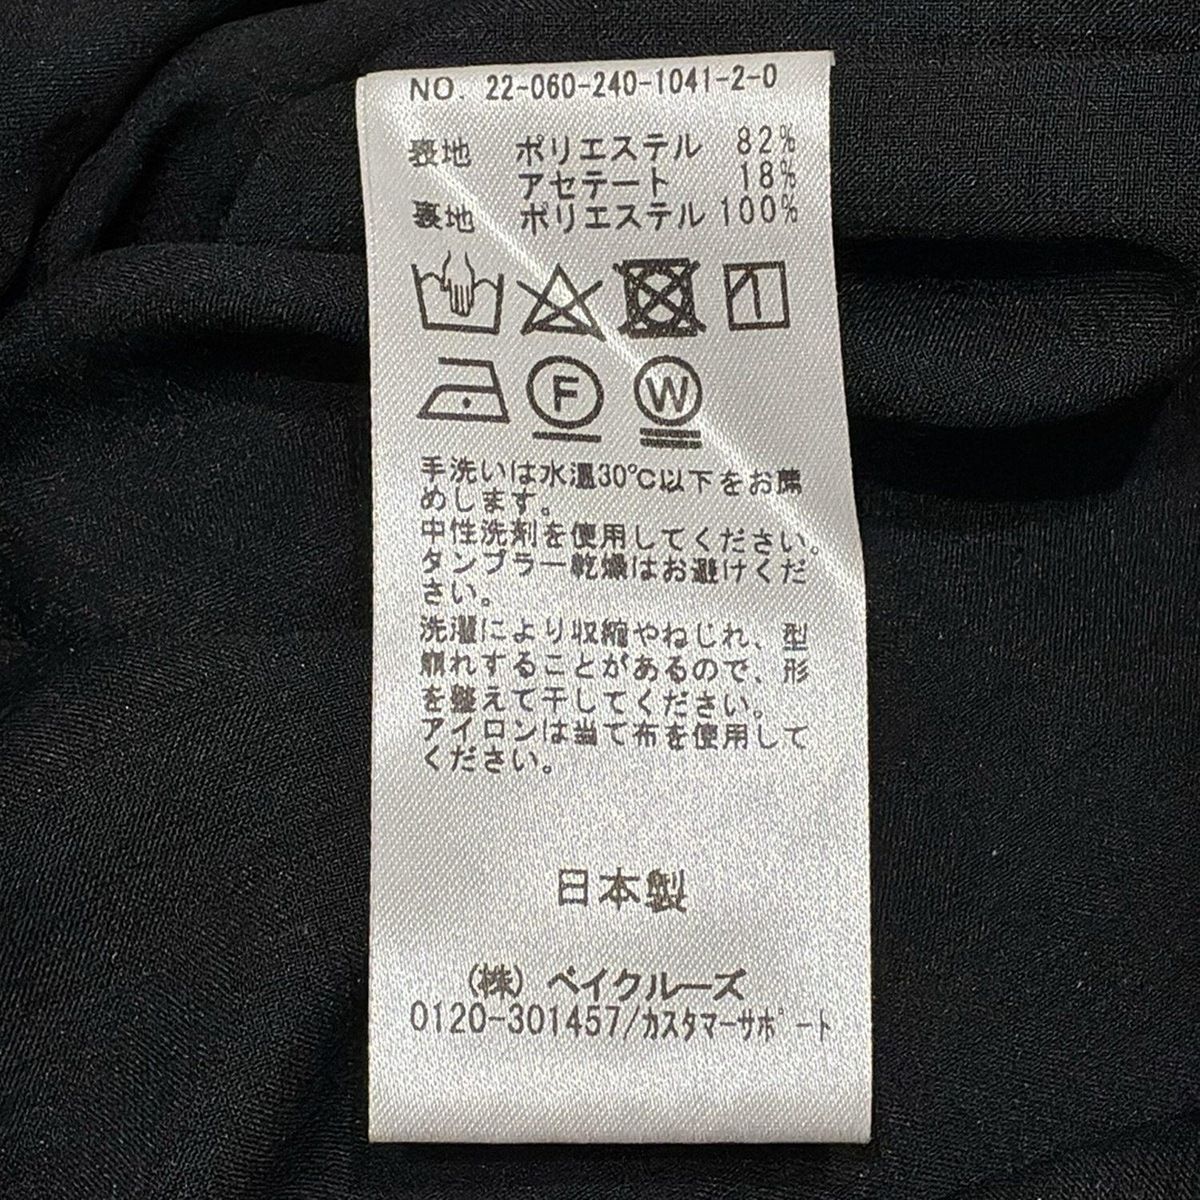 NO. 22-060-240-1041-2-0
表地 ポリエステル 82%
アセテート 18%
裏地 ポリエステル 100%
F W
手洗いは水温30℃以下をお薦
めします。
中性洗剤を使用してください。
タンブラー乾燥はお避けくだ
さい。
洗濯により収縮やねじれ、型
崩れすることがあるので、形
を整えて干してください。
アイロンは当て布を使用して
ください。
日本製
(株) ベイクルーズ
0120-301457/カスタマーサポート